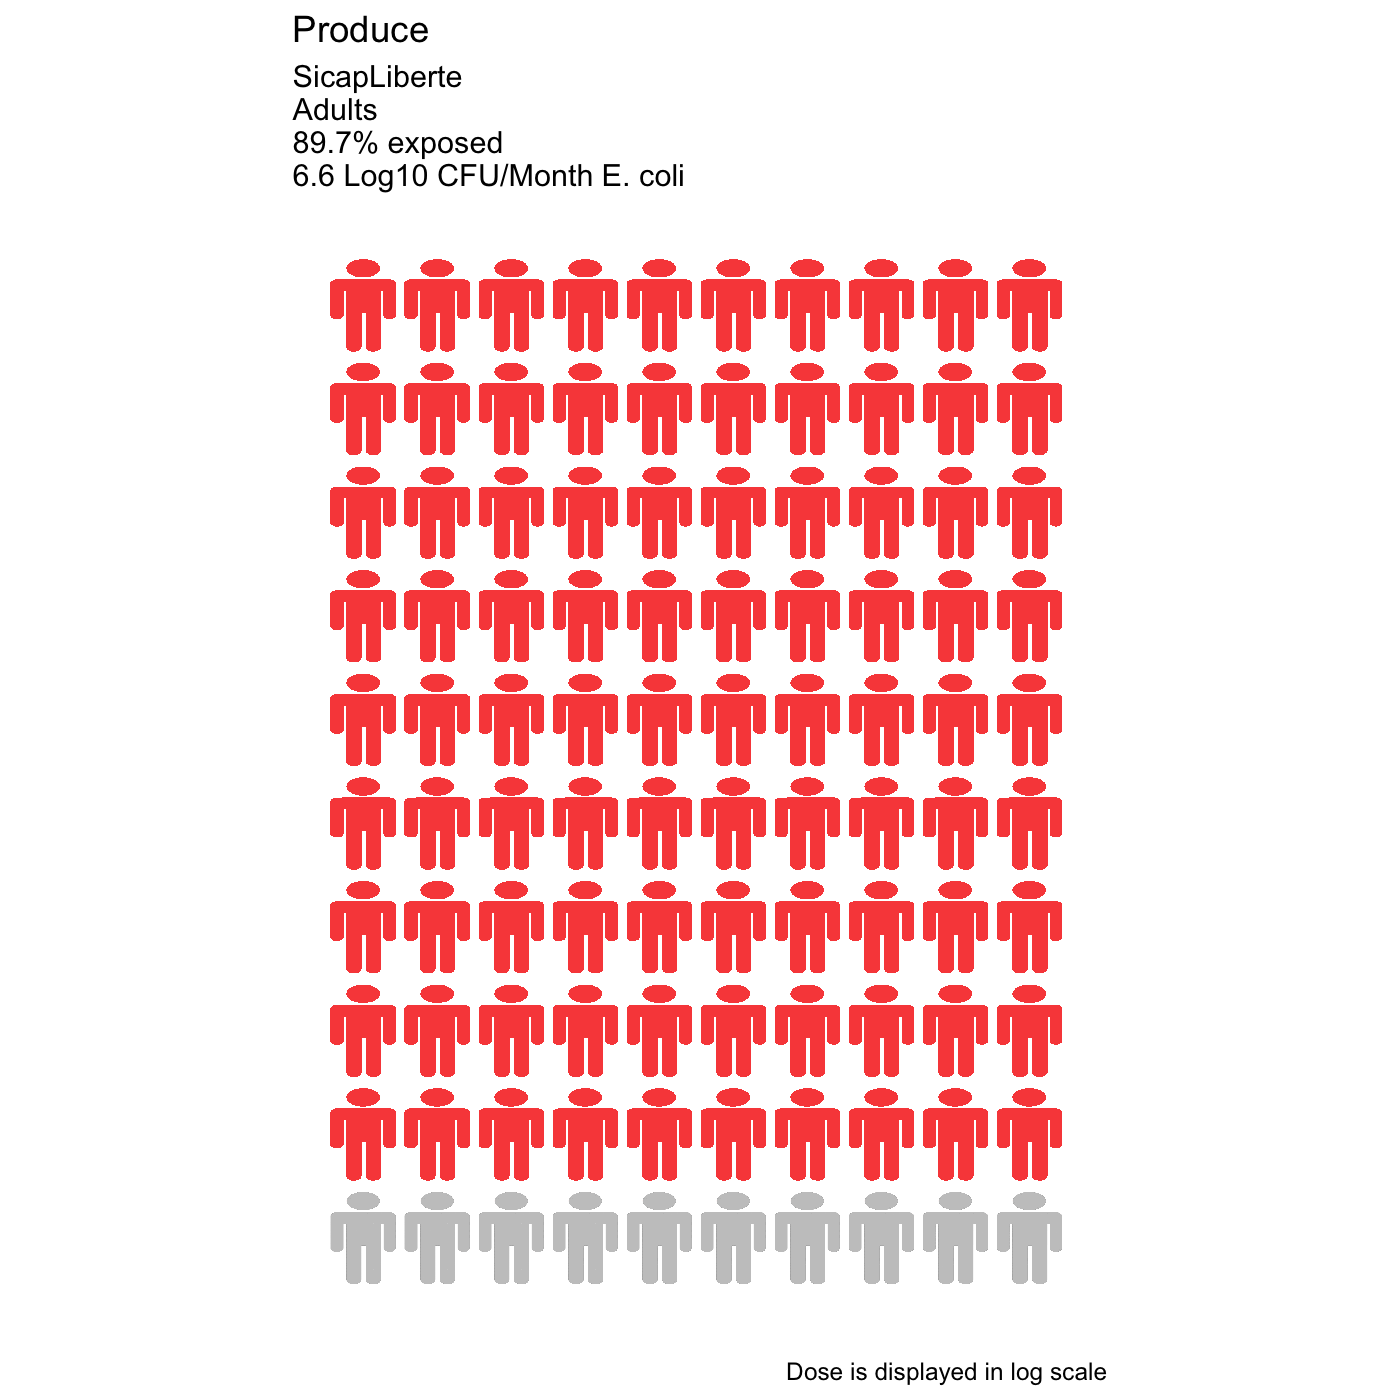 Produce
SicapLiberte
Adults
89.7% exposed
6.6 Log10 CFU/Month E. coli
Dose is displayed in log scale